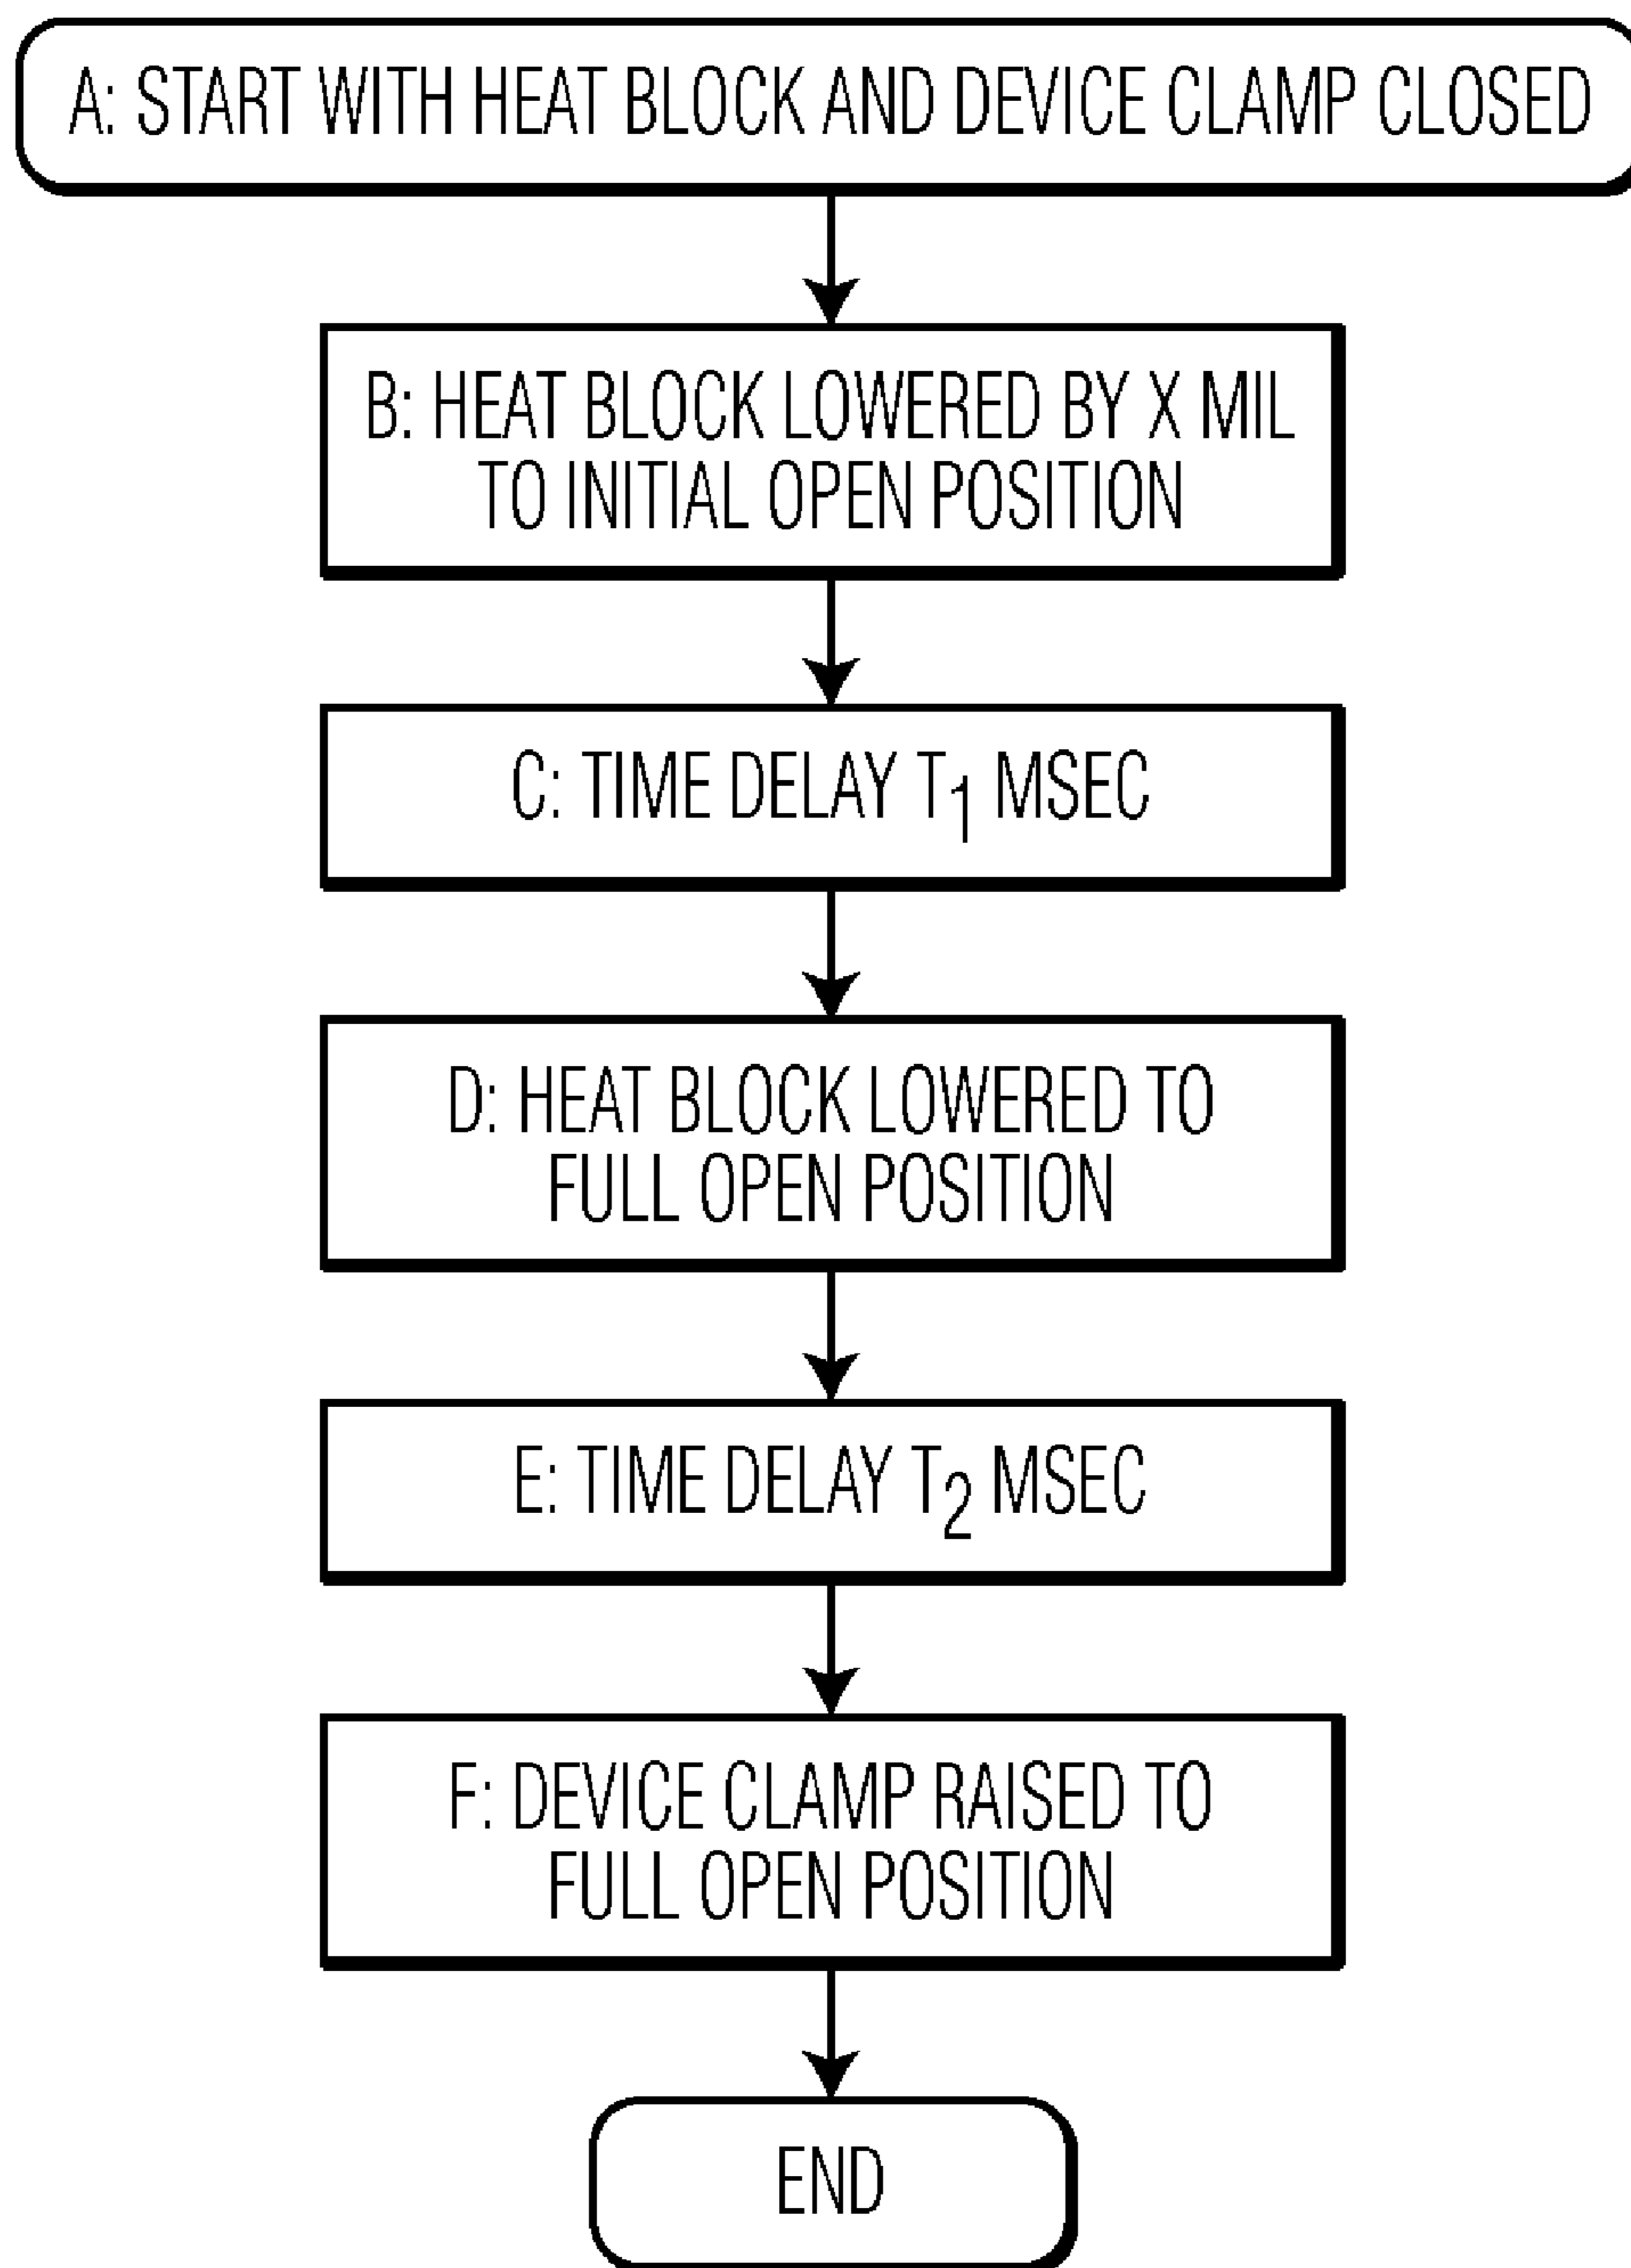 A: START WITH HEAT BLOCK AND DEVICE CLAMP CLOSED
B: HEAT BLOCK LOWERED BY X MIL
TO INITIAL OPEN POSITION
C: TIME DELAY T₁ MSEC
D: HEAT BLOCK LOWERED TO
FULL OPEN POSITION
E: TIME DELAY T₂ MSEC
F: DEVICE CLAMP RAISED TO
FULL OPEN POSITION
END